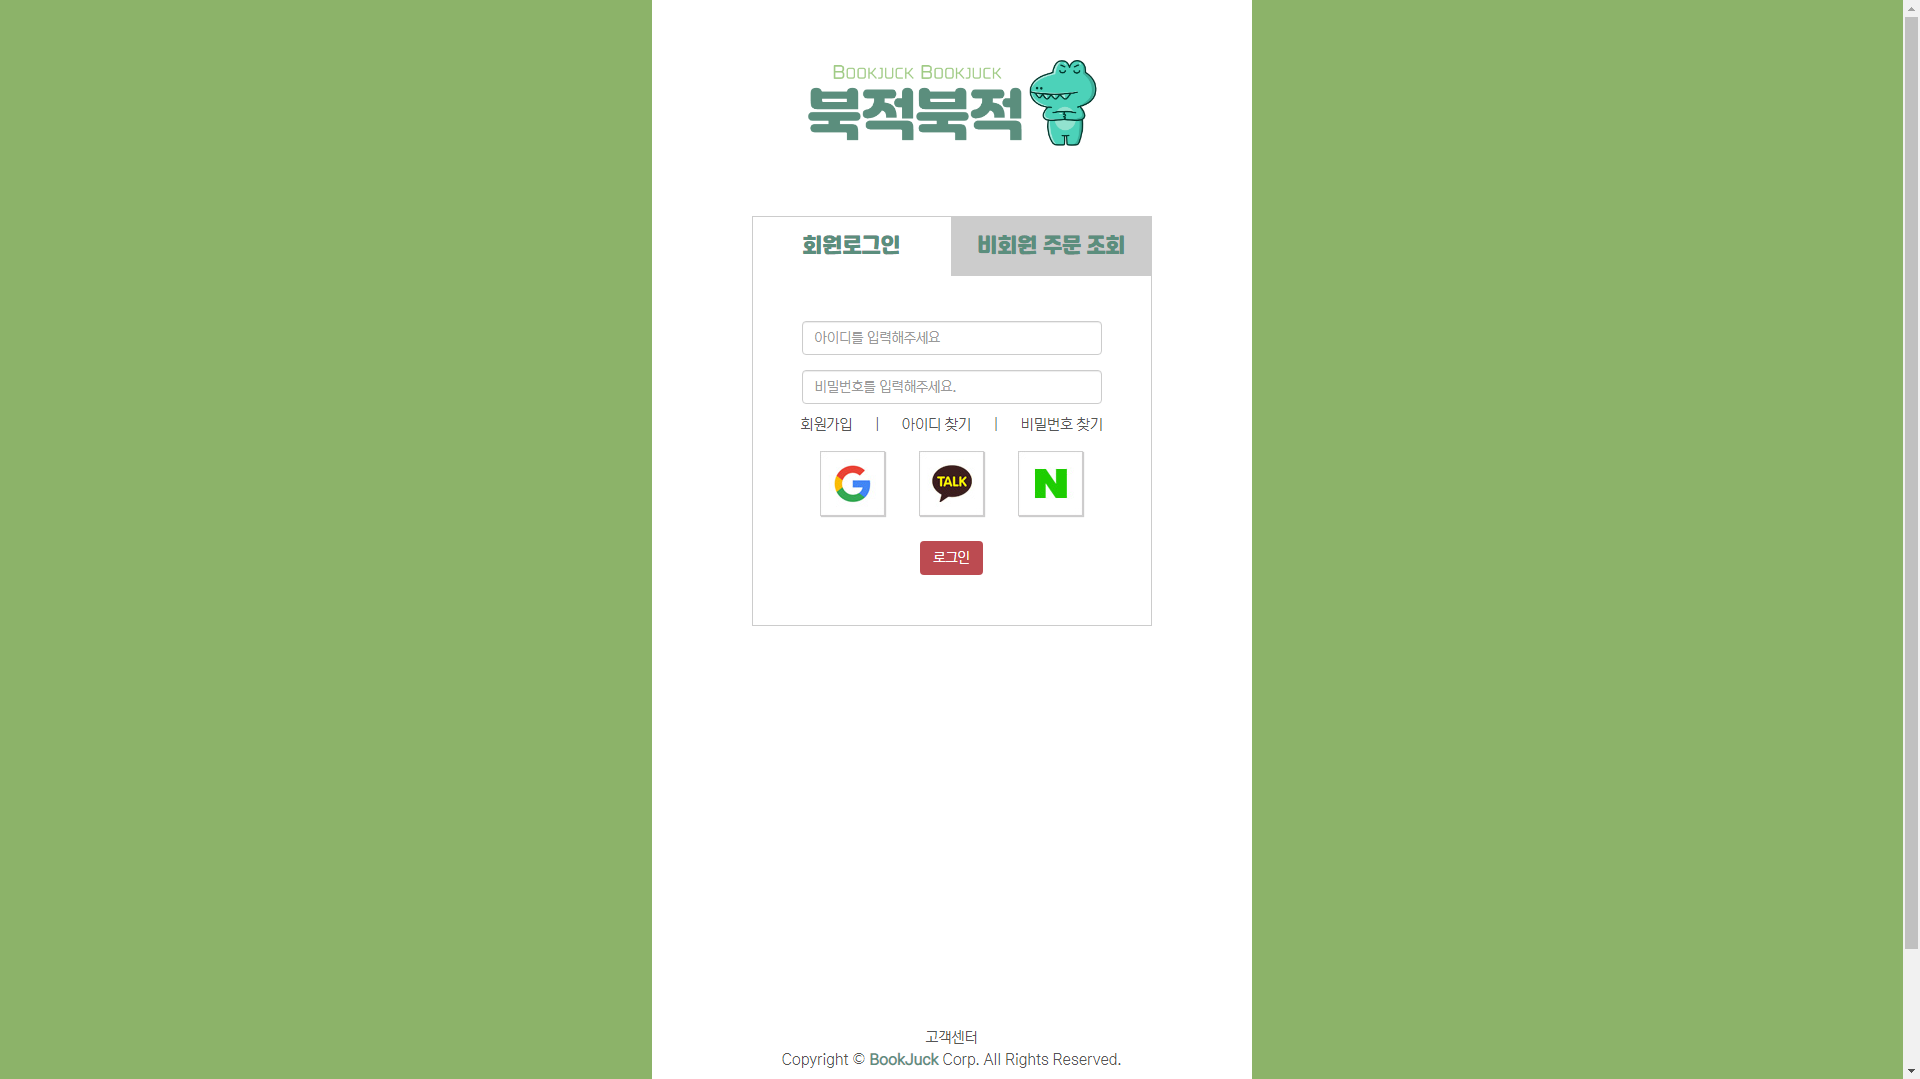 BOOKJUCK BOOKJUCK
북적북적
회원로그인 비회원 주문 조회
아이디를 입력해주세요
비밀번호를 입력해주세요.
회원가입 | 아이디 찾기 | 비밀번호 찾기
G TALK N
로그인
고객센터
Copyright © BookJuck Corp. All Rights Reserved.